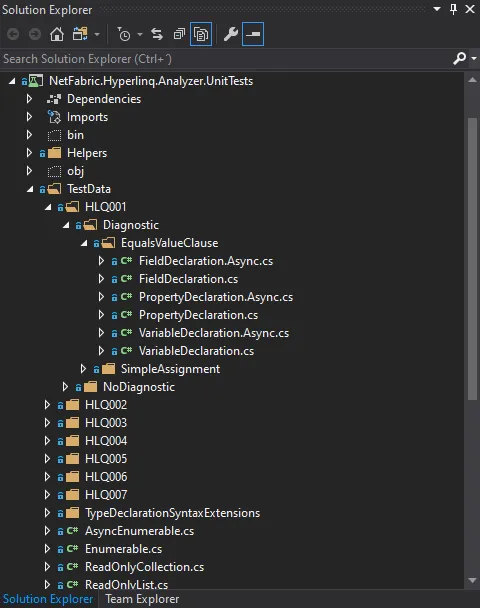 Solution Explorer
Search Solution Explorer (Ctrl+´)
NetFabric.Hyperlinq.Analyzer.UnitTests
Dependencies
Imports
bin
Helpers
obj
TestData
HLQ001
Diagnostic
EqualsValueClause
C# FieldDeclaration.Async.cs
C# FieldDeclaration.cs
C# PropertyDeclaration.Async.cs
C# PropertyDeclaration.cs
C# VariableDeclaration.Async.cs
C# VariableDeclaration.cs
SimpleAssignment
NoDiagnostic
HLQ002
HLQ003
HLQ004
HLQ005
HLQ006
HLQ007
TypeDeclarationSyntaxExtensions
C# AsyncEnumerable.cs
C# Enumerable.cs
C# ReadOnlyCollection.cs
C# ReadOnlyList.cs
Solution Explorer Team Explorer